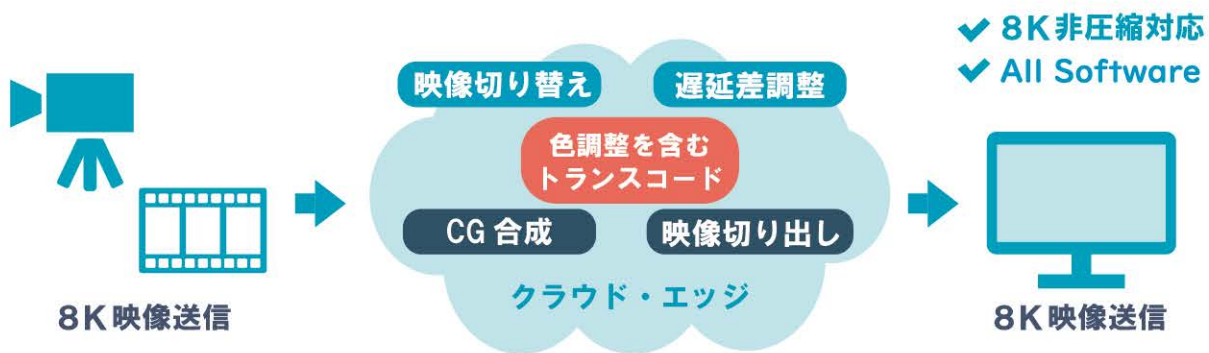 8K非圧縮対応
All Software
映像切り替え
遅延差調整
色調整を含む
トランスコード
CG合成
映像切り出し
クラウド・エッジ
8K映像送信
8K映像送信